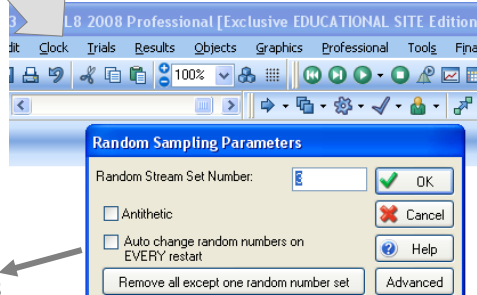 L8 2008 Professional [Exclusive EDUCATIONAL SITE Edition
dit Clock Trials Results Objects Graphics Professional Tools Fina
100%
Random Sampling Parameters
Random Stream Set Number: 3 OK
Antithetic Cancel
Auto change random numbers on EVERY restart Help
Remove all except one random number set Advanced